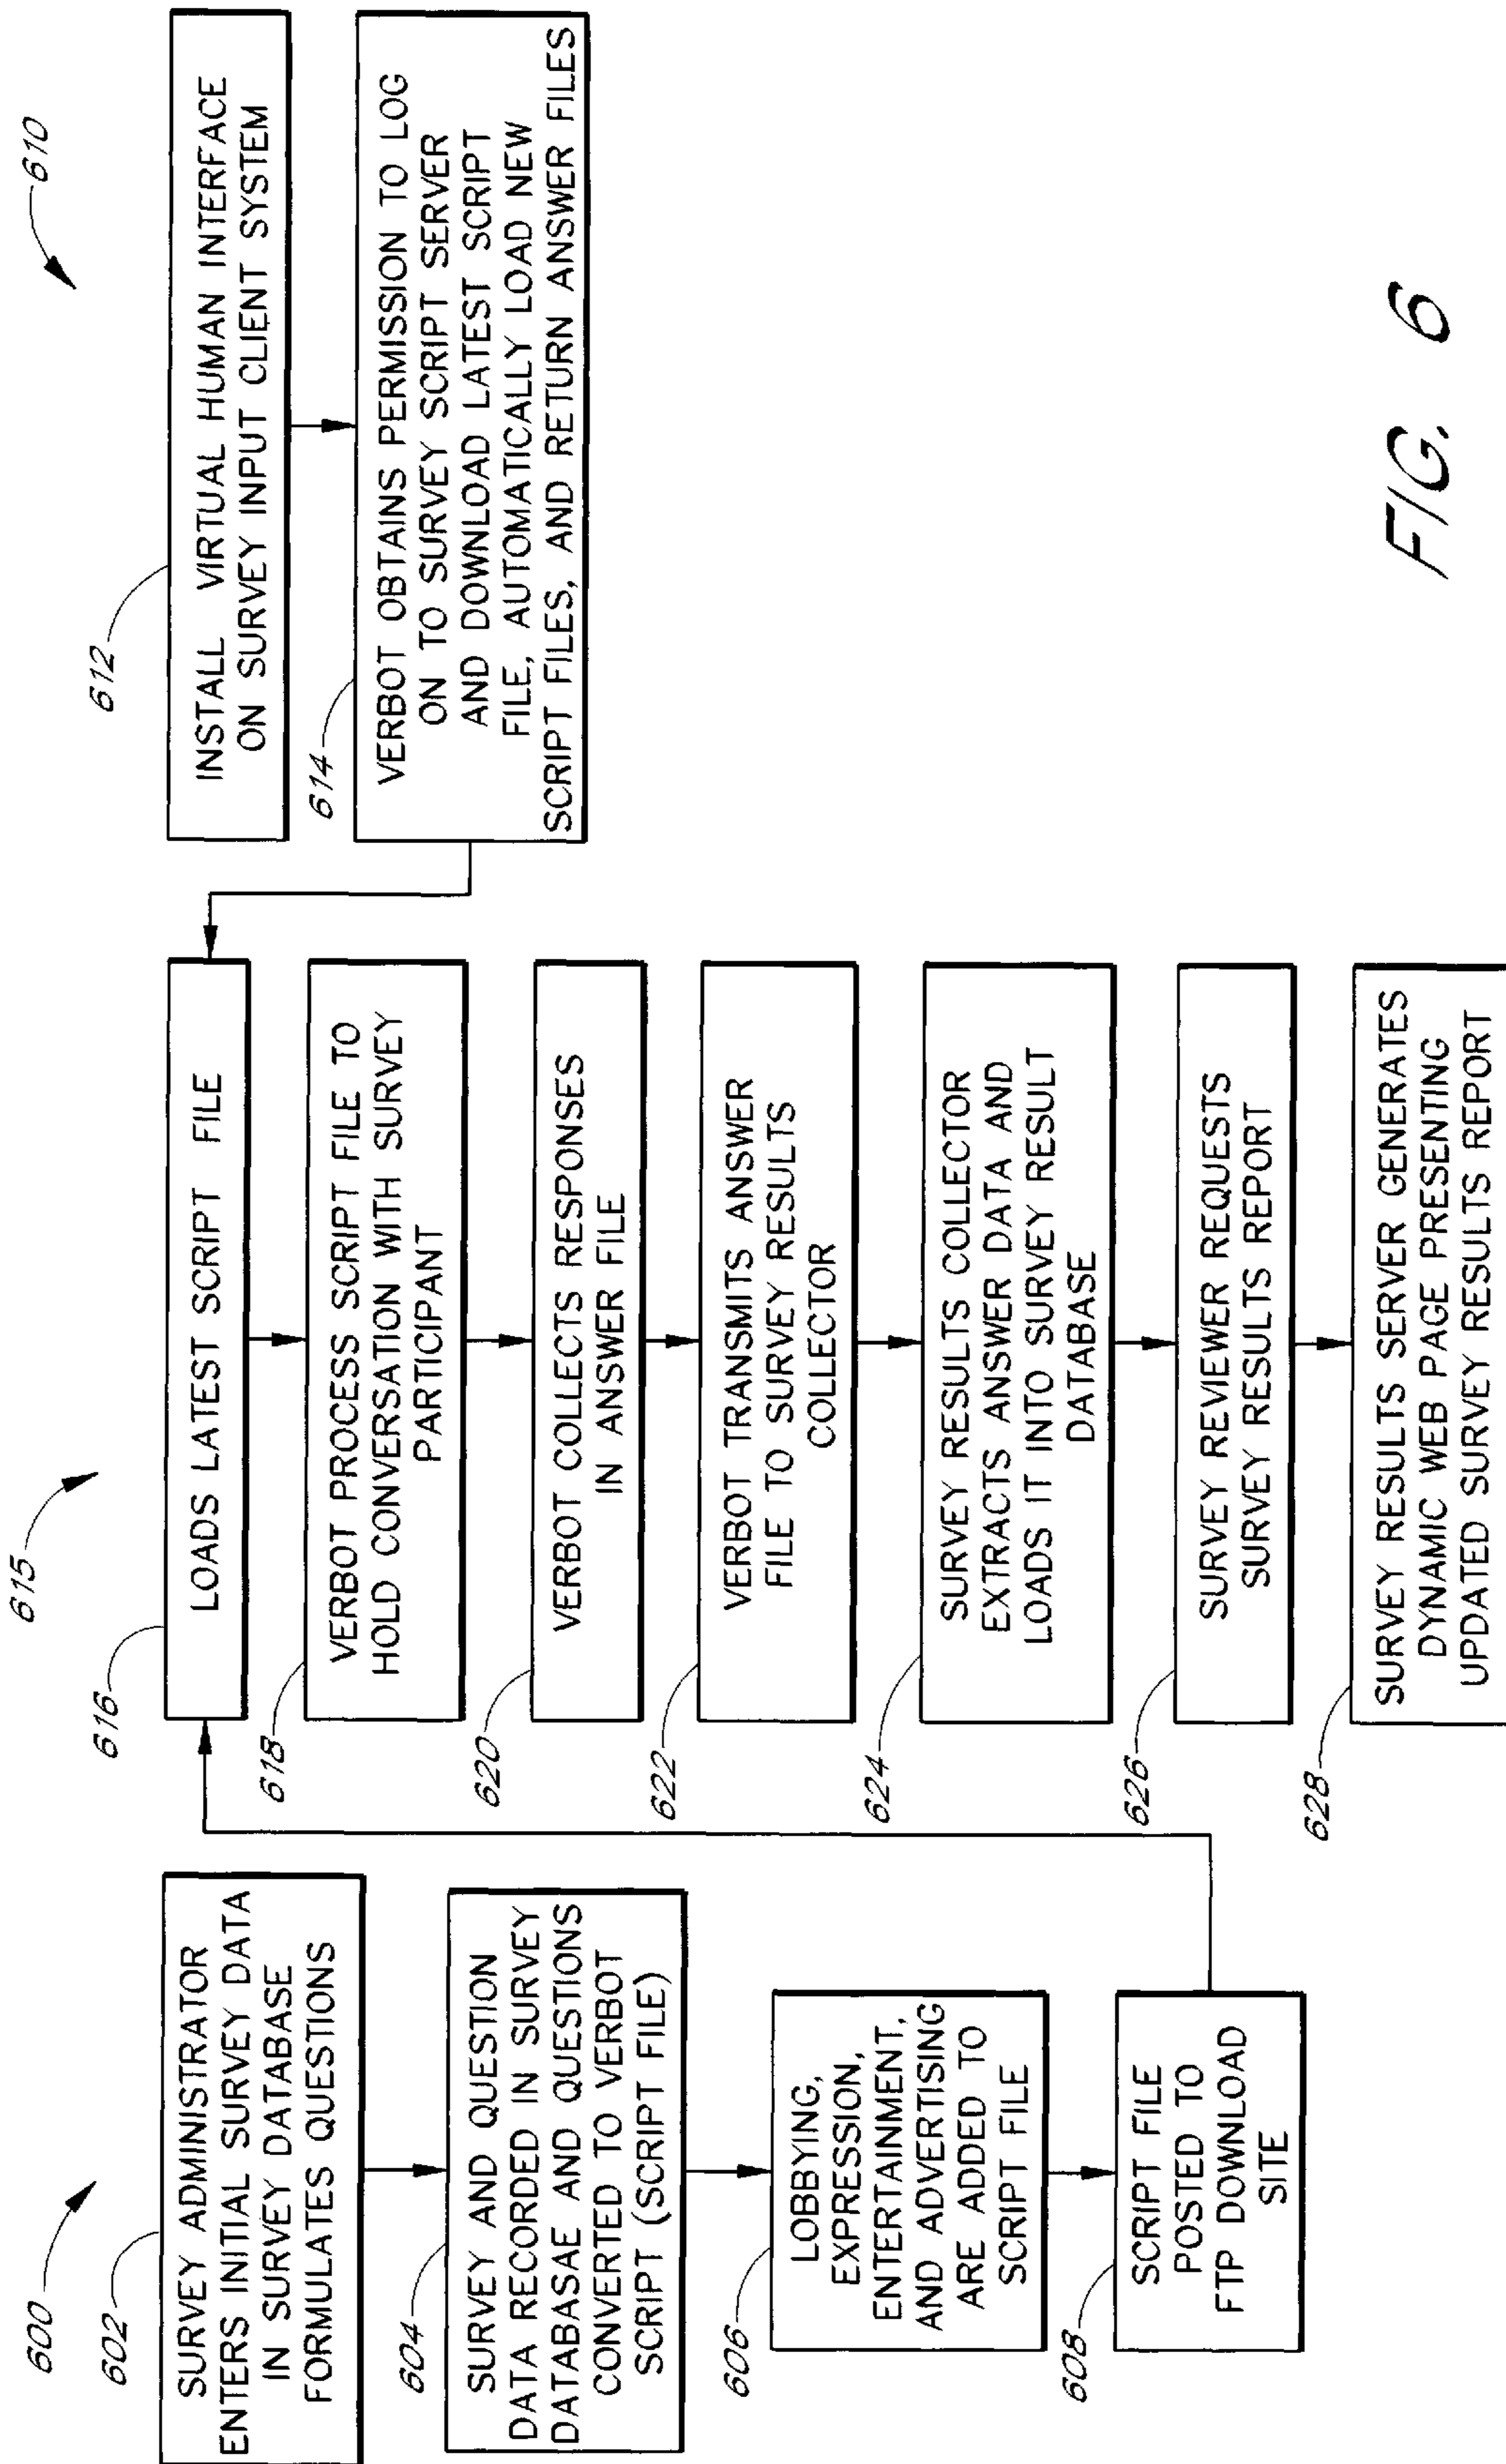 600
602
SURVEY ADMINISTRATOR
ENTERS INITIAL SURVEY DATA
IN SURVEY DATABASE
FORMULATES QUESTIONS
604
SURVEY AND QUESTION
DATA RECORDED IN SURVEY
DATABASAE AND QUESTIONS
CONVERTED TO VERBOT
SCRIPT (SCRIPT FILE)
606
LOBBYING,
EXPRESSION,
ENTERTAINMENT,
AND ADVERTISING
ARE ADDED TO
SCRIPT FILE
608
SCRIPT FILE
POSTED TO
FTP DOWNLOAD
SITE
615
616
LOADS LATEST SCRIPT FILE
618
VERBOT PROCESS SCRIPT FILE TO
HOLD CONVERSATION WITH SURVEY
PARTICIPANT
620
VERBOT COLLECTS RESPONSES
IN ANSWER FILE
622
VERBOT TRANSMITS ANSWER
FILE TO SURVEY RESULTS
COLLECTOR
624
SURVEY RESULTS COLLECTOR
EXTRACTS ANSWER DATA AND
LOADS IT INTO SURVEY RESULT
DATABASE
626
SURVEY REVIEWER REQUESTS
SURVEY RESULTS REPORT
628
SURVEY RESULTS SERVER GENERATES
DYNAMIC WEB PAGE PRESENTING
UPDATED SURVEY RESULTS REPORT
610
612
INSTALL VIRTUAL HUMAN INTERFACE
ON SURVEY INPUT CLIENT SYSTEM
614
VERBOT OBTAINS PERMISSION TO LOG
ON TO SURVEY SCRIPT SERVER
AND DOWNLOAD LATEST SCRIPT
FILE, AUTOMATICALLY LOAD NEW
SCRIPT FILES, AND RETURN ANSWER FILES
FIG. 6